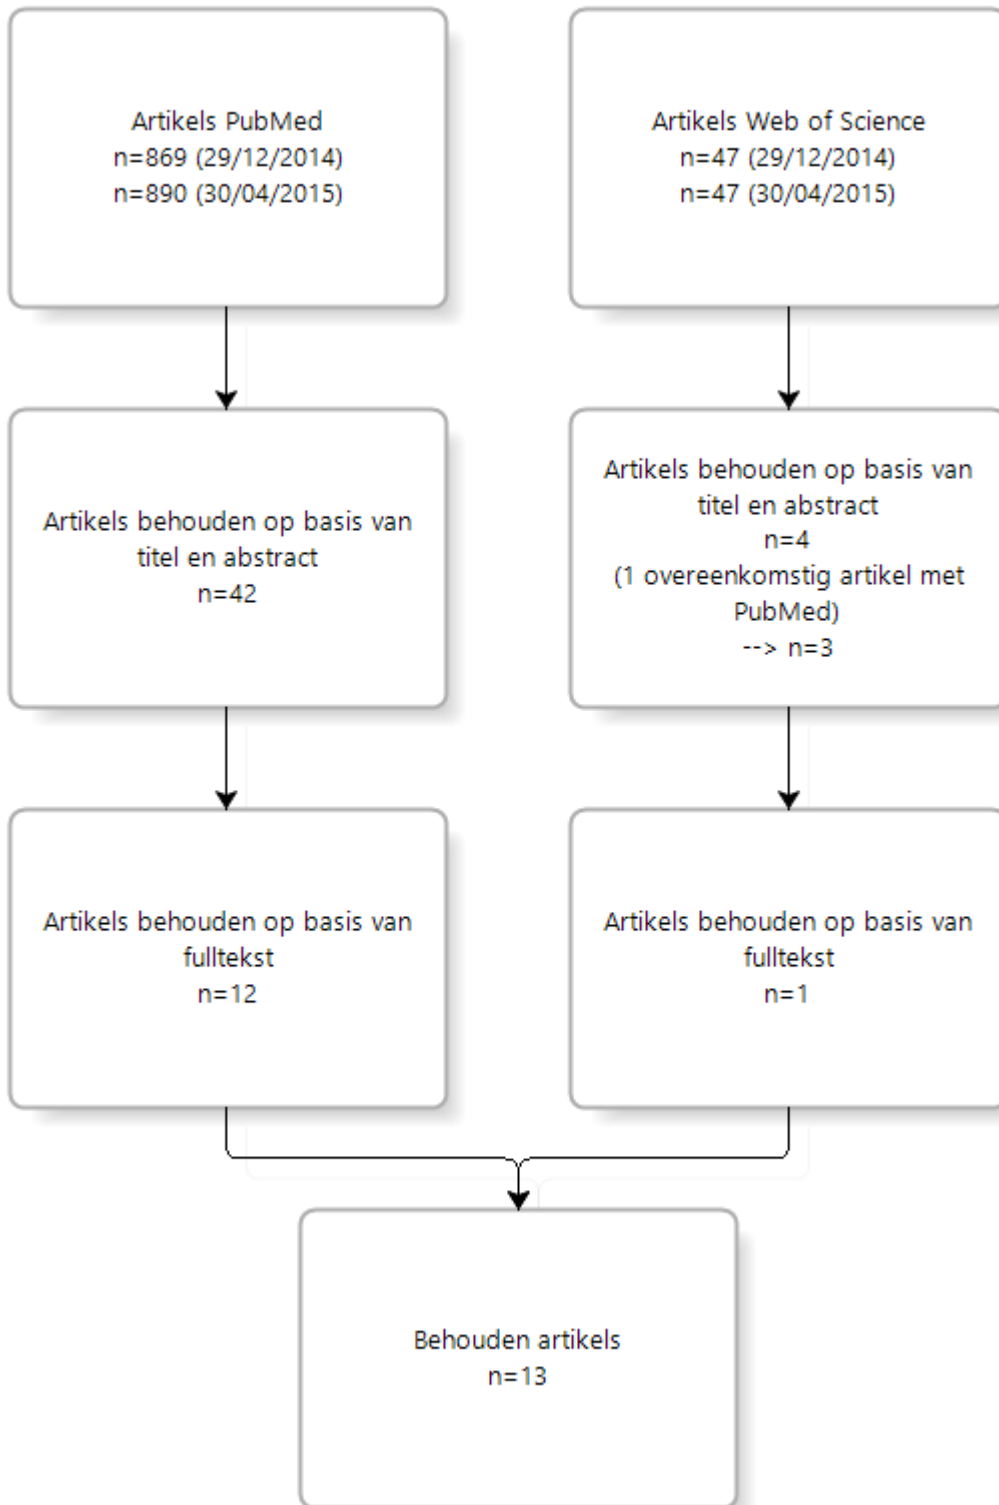 Artikels PubMed
n=869 (29/12/2014)
n=890 (30/04/2015)
Artikels Web of Science
n=47 (29/12/2014)
n=47 (30/04/2015)
Artikels behouden op basis van
titel en abstract
n=42
Artikels behouden op basis van
titel en abstract
n=4
(1 overeenkomstig artikel met
PubMed)
--> n=3
Artikels behouden op basis van
fulltekst
n=12
Artikels behouden op basis van
fulltekst
n=1
Behouden artikels
n=13